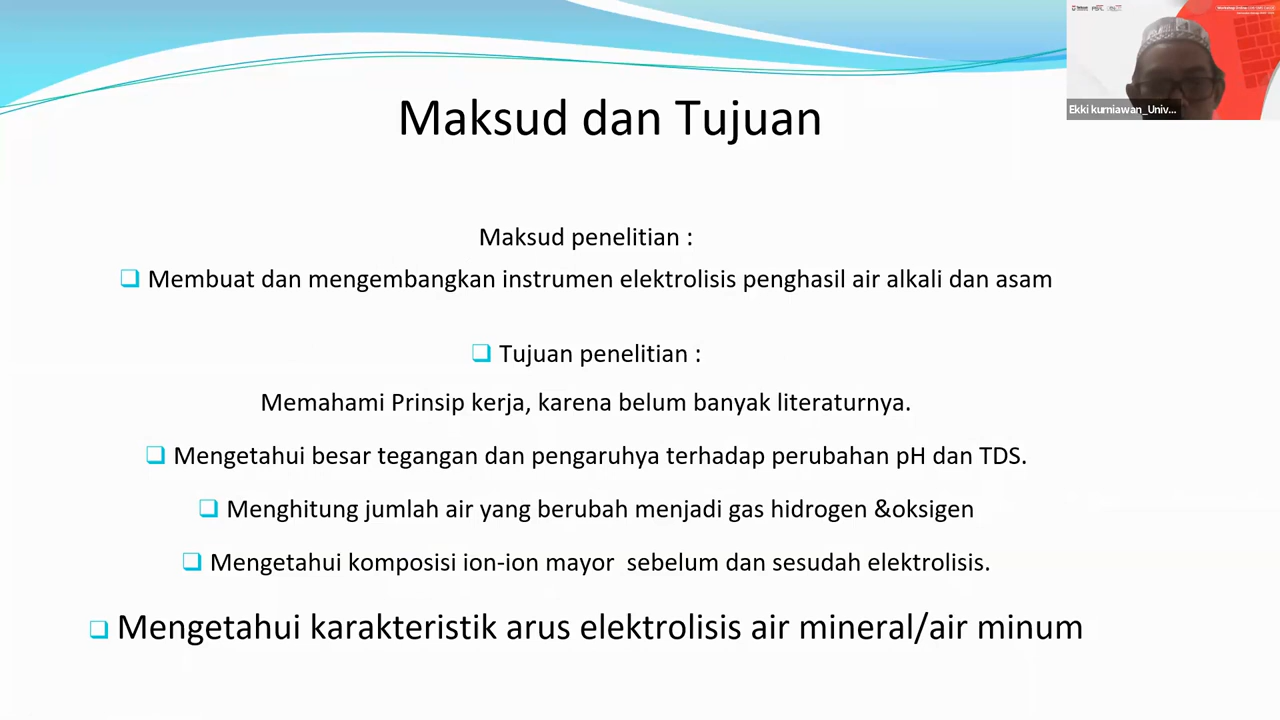 Maksud dan Tujuan
Maksud penelitian :
Membuat dan mengembangkan instrumen elektrolisis penghasil air alkali dan asam
Tujuan penelitian :
Memahami Prinsip kerja, karena belum banyak literaturnya.
Mengetahui besar tegangan dan pengaruhya terhadap perubahan pH dan TDS.
Menghitung jumlah air yang berubah menjadi gas hidrogen &oksigen
Mengetahui komposisi ion-ion mayor sebelum dan sesudah elektrolisis.
Mengetahui karakteristik arus elektrolisis air mineral/air minum
Ekki kurniawan_Univ...